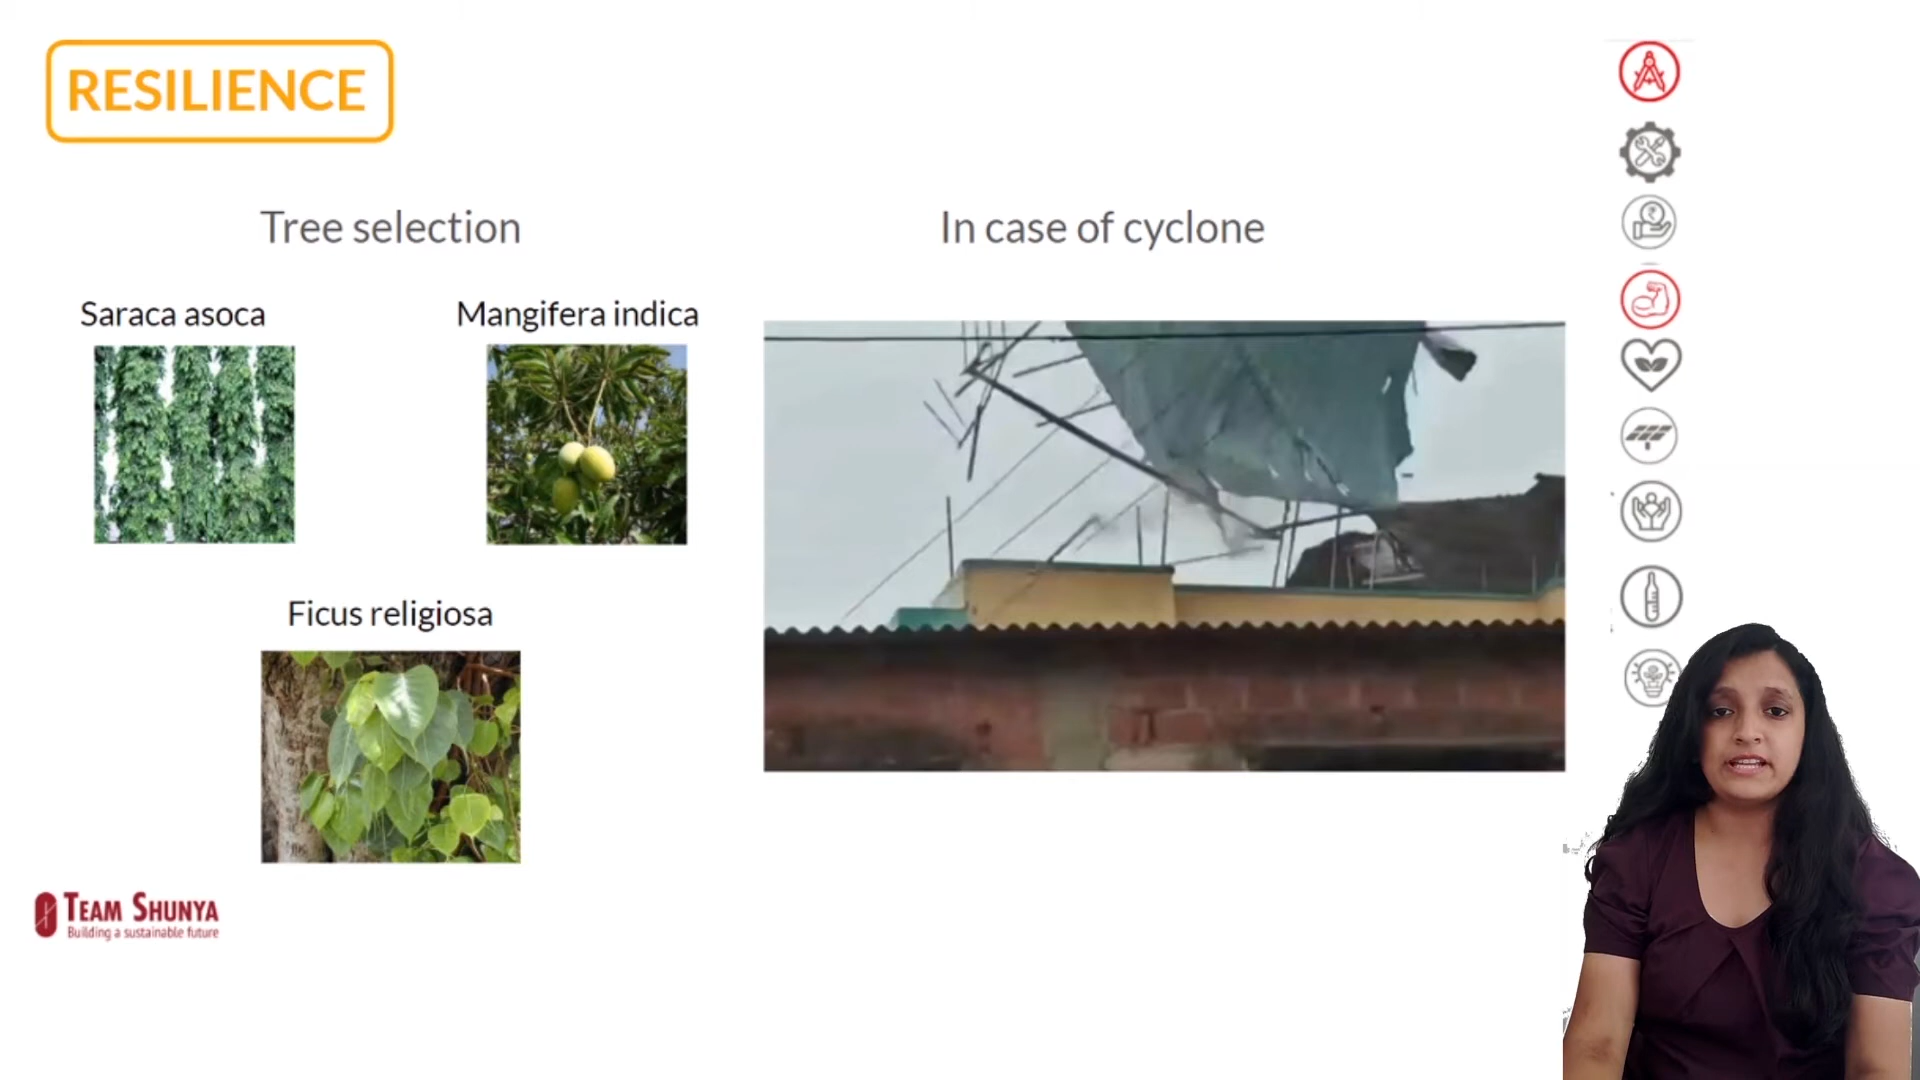 RESILIENCE
Tree selection
In case of cyclone
Saraca asoca
Mangifera indica
Ficus religiosa
TEAM SHUNYA
Building a sustainable future